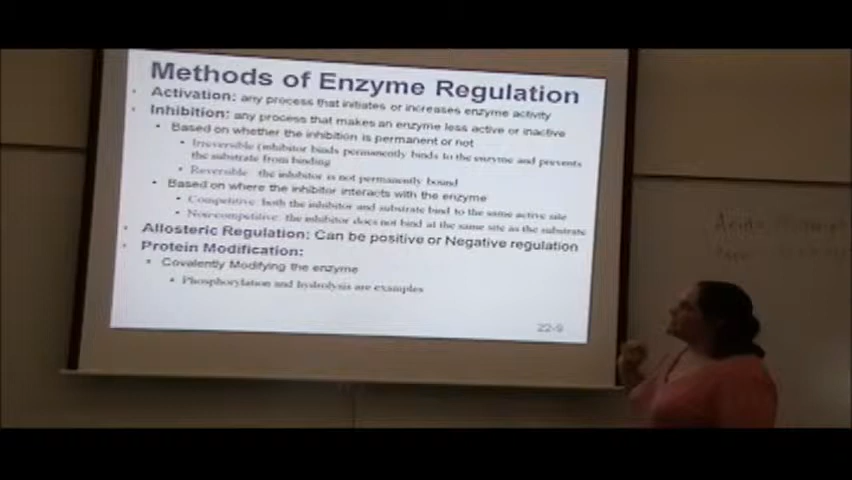 Methods of Enzyme Regulation
• Activation: any process that initiates or increases enzyme activity
• Inhibition: any process that makes an enzyme less active or inactive
• Based on whether the inhibition is permanent or not
• Irreversible (inhibitor binds permanently binds to the enzyme and prevents
the substrate from binding
• Reversible the inhibitor is not permanently bound
• Based on where the inhibitor interacts with the enzyme
• Competitive: both the inhibitor and substrate bind to the same active site
• Non-competitive: the inhibitor does not bind at the same site as the substrate
• Allosteric Regulation: Can be positive or Negative regulation
• Protein Modification:
• Covalently Modifying the enzyme
• Phosphorylation and hydrolysis are examples
22-9